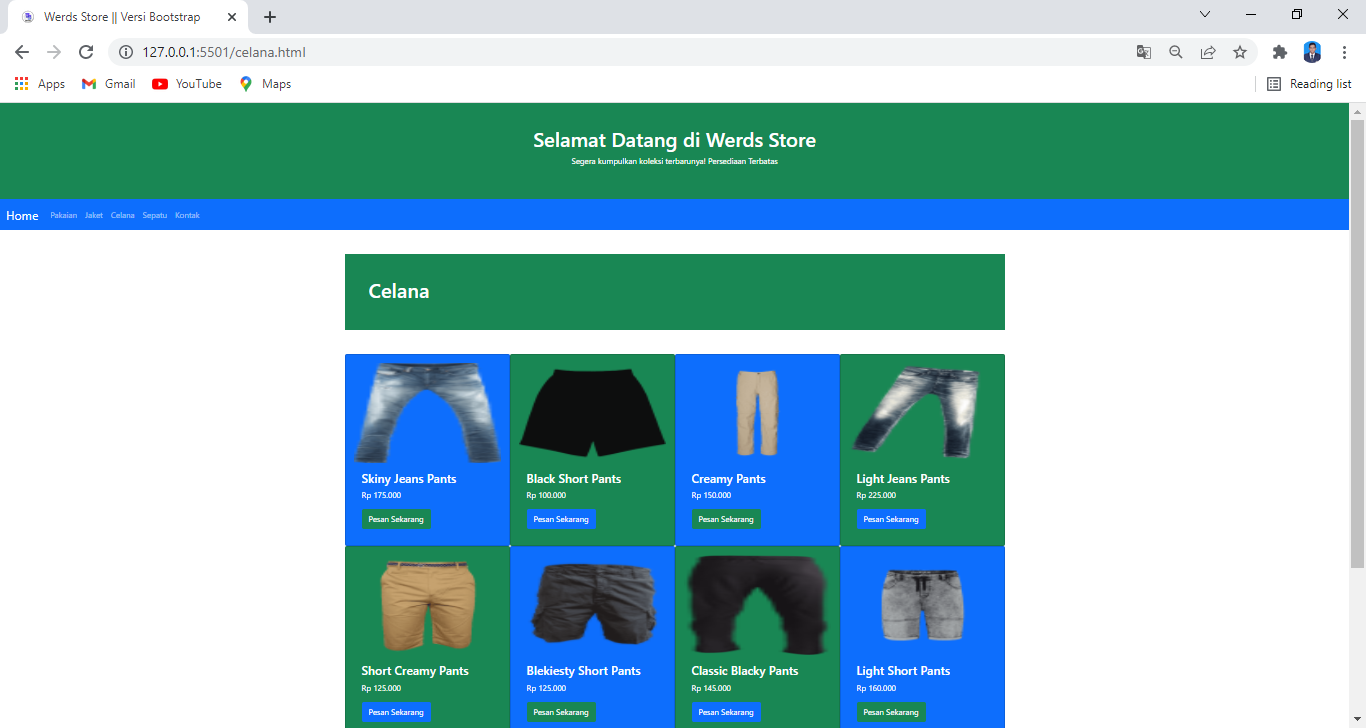 Werds Store || Versi Bootstrap
127.0.0.1:5501/celana.html
Apps Gmail YouTube Maps Reading list
Selamat Datang di Werds Store
Segera kumpulkan koleksi terbarunya! Persediaan Terbatas
Home Pakaian Jaket Celana Sepatu Kontak
Celana
Skiny Jeans Pants
Rp 175.000
Pesan Sekarang
Black Short Pants
Rp 100.000
Pesan Sekarang
Creamy Pants
Rp 150.000
Pesan Sekarang
Light Jeans Pants
Rp 225.000
Pesan Sekarang
Short Creamy Pants
Rp 125.000
Pesan Sekarang
Blekiesty Short Pants
Rp 125.000
Pesan Sekarang
Classic Blacky Pants
Rp 145.000
Pesan Sekarang
Light Short Pants
Rp 160.000
Pesan Sekarang